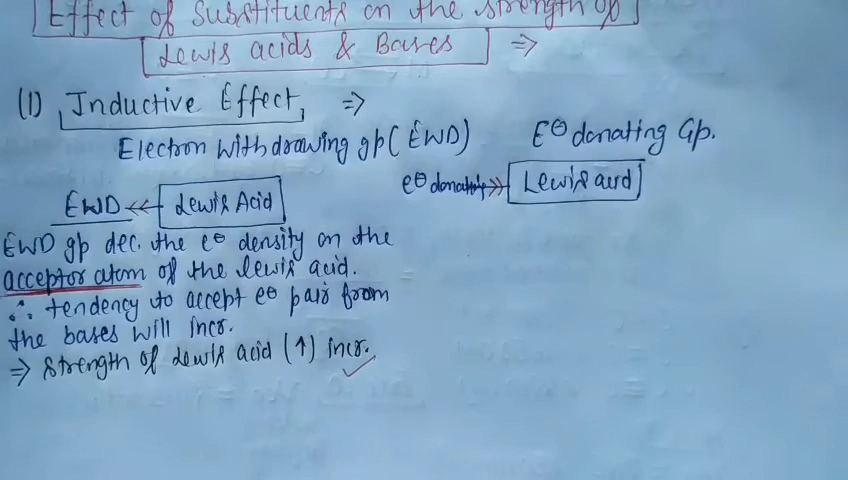 Effect of Substituents on the strength of
Lewis acids & Bases ⇒
(1) Inductive Effect, ⇒
Electron withdrawing gp (EWD) E⊖ donating Gp.
EWD ↞ Lewis Acid
e⊖ donating ↠ Lewis acid
EWD gp dec. the e⊖ density on the
acceptor atom of the lewis acid.
∴ tendency to accept e⊖ pair from
the bases will incr.
⇒ strength of Lewis acid (↑) incr.